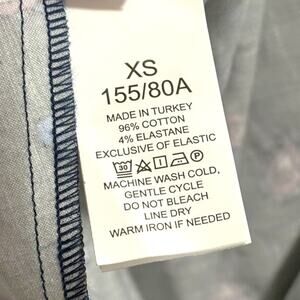 XS
155/80A
MADE IN TURKEY
96% COTTON
4% ELASTANE
EXCLUSIVE OF ELASTIC
30
MACHINE WASH COLD,
GENTLE CYCLE
DO NOT BLEACH
LINE DRY
WARM IRON IF NEEDED